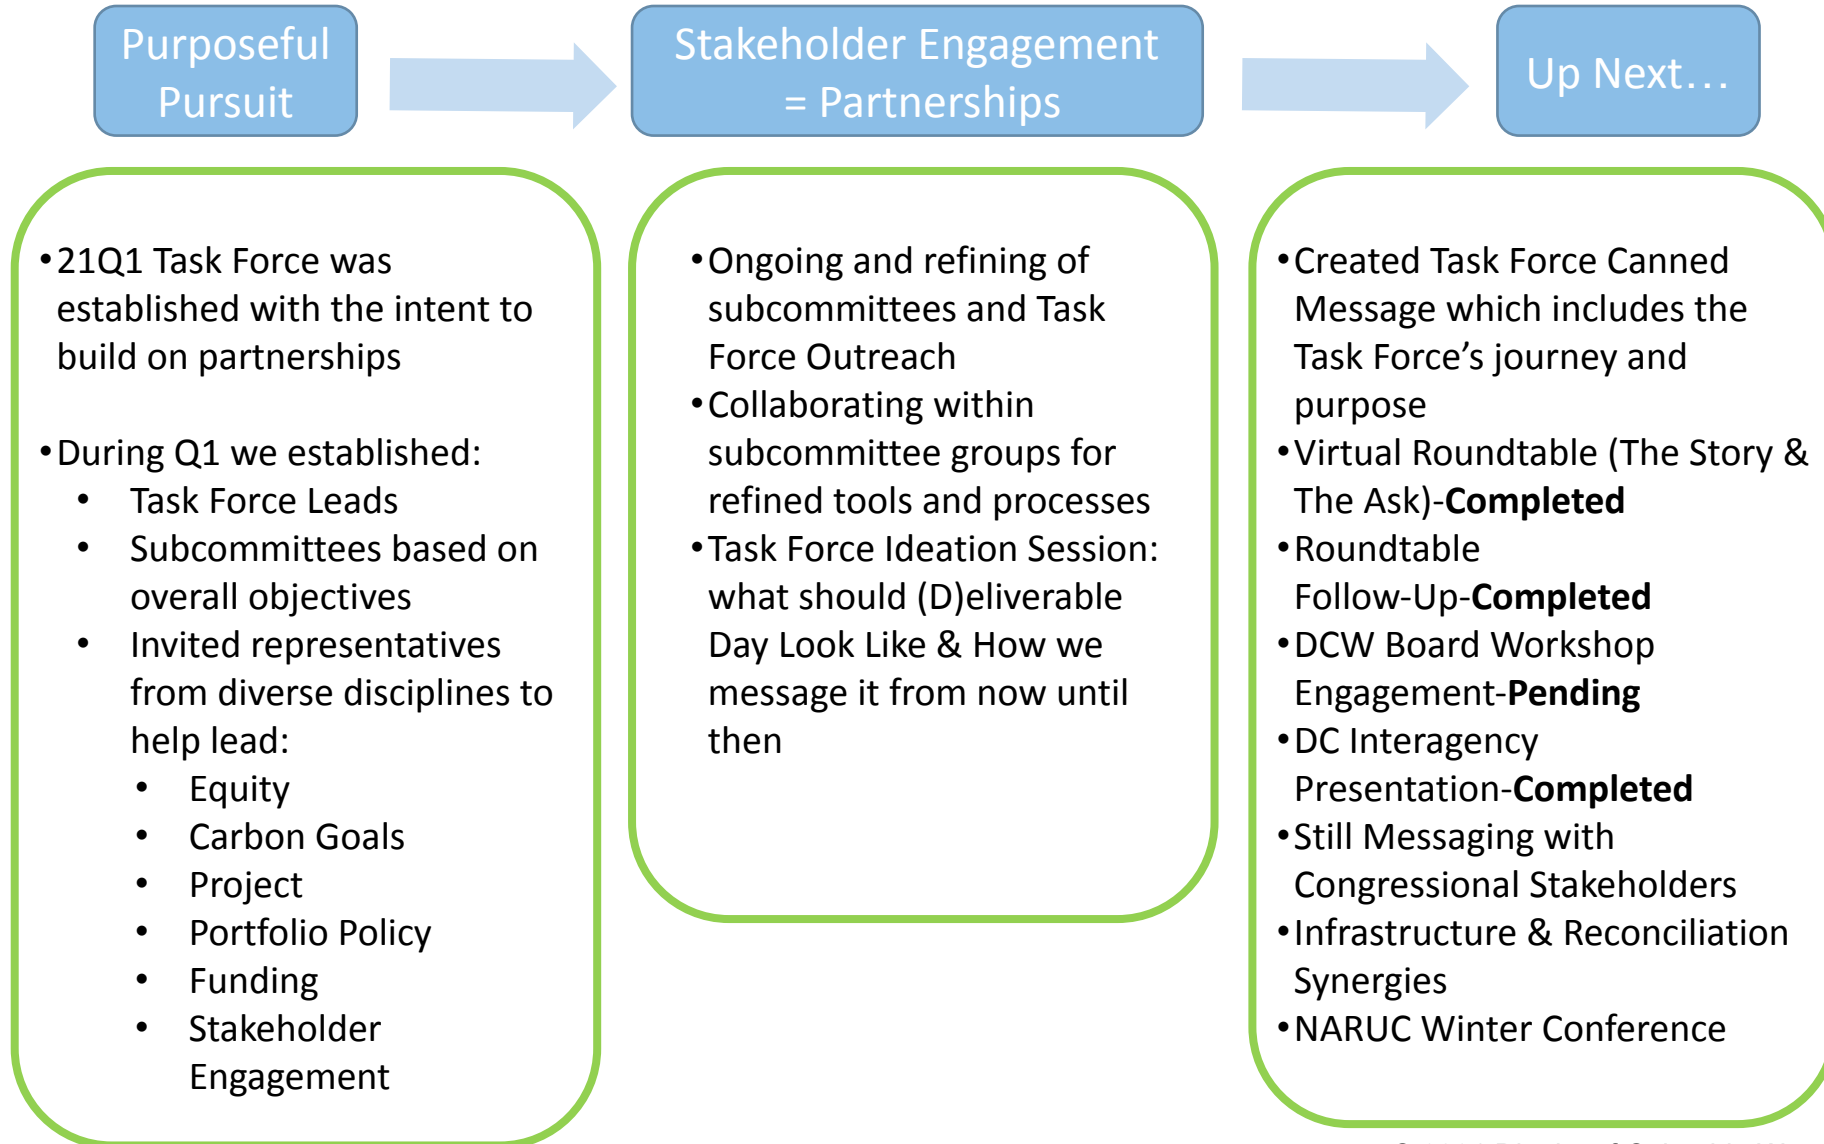 Purposeful
Pursuit
Stakeholder Engagement
= Partnerships
Up Next…
•21Q1 Task Force was
established with the intent to
build on partnerships
•During Q1 we established:
• Task Force Leads
• Subcommittees based on
overall objectives
• Invited representatives
from diverse disciplines to
help lead:
• Equity
• Carbon Goals
• Project
• Portfolio Policy
• Funding
• Stakeholder
Engagement
•Ongoing and refining of
subcommittees and Task
Force Outreach
•Collaborating within
subcommittee groups for
refined tools and processes
•Task Force Ideation Session:
what should (D)eliverable
Day Look Like & How we
message it from now until
then
•Created Task Force Canned
Message which includes the
Task Force’s journey and
purpose
•Virtual Roundtable (The Story &
The Ask)-Completed
•Roundtable
Follow-Up-Completed
•DCW Board Workshop
Engagement-Pending
•DC Interagency
Presentation-Completed
•Still Messaging with
Congressional Stakeholders
•Infrastructure & Reconciliation
Synergies
•NARUC Winter Conference